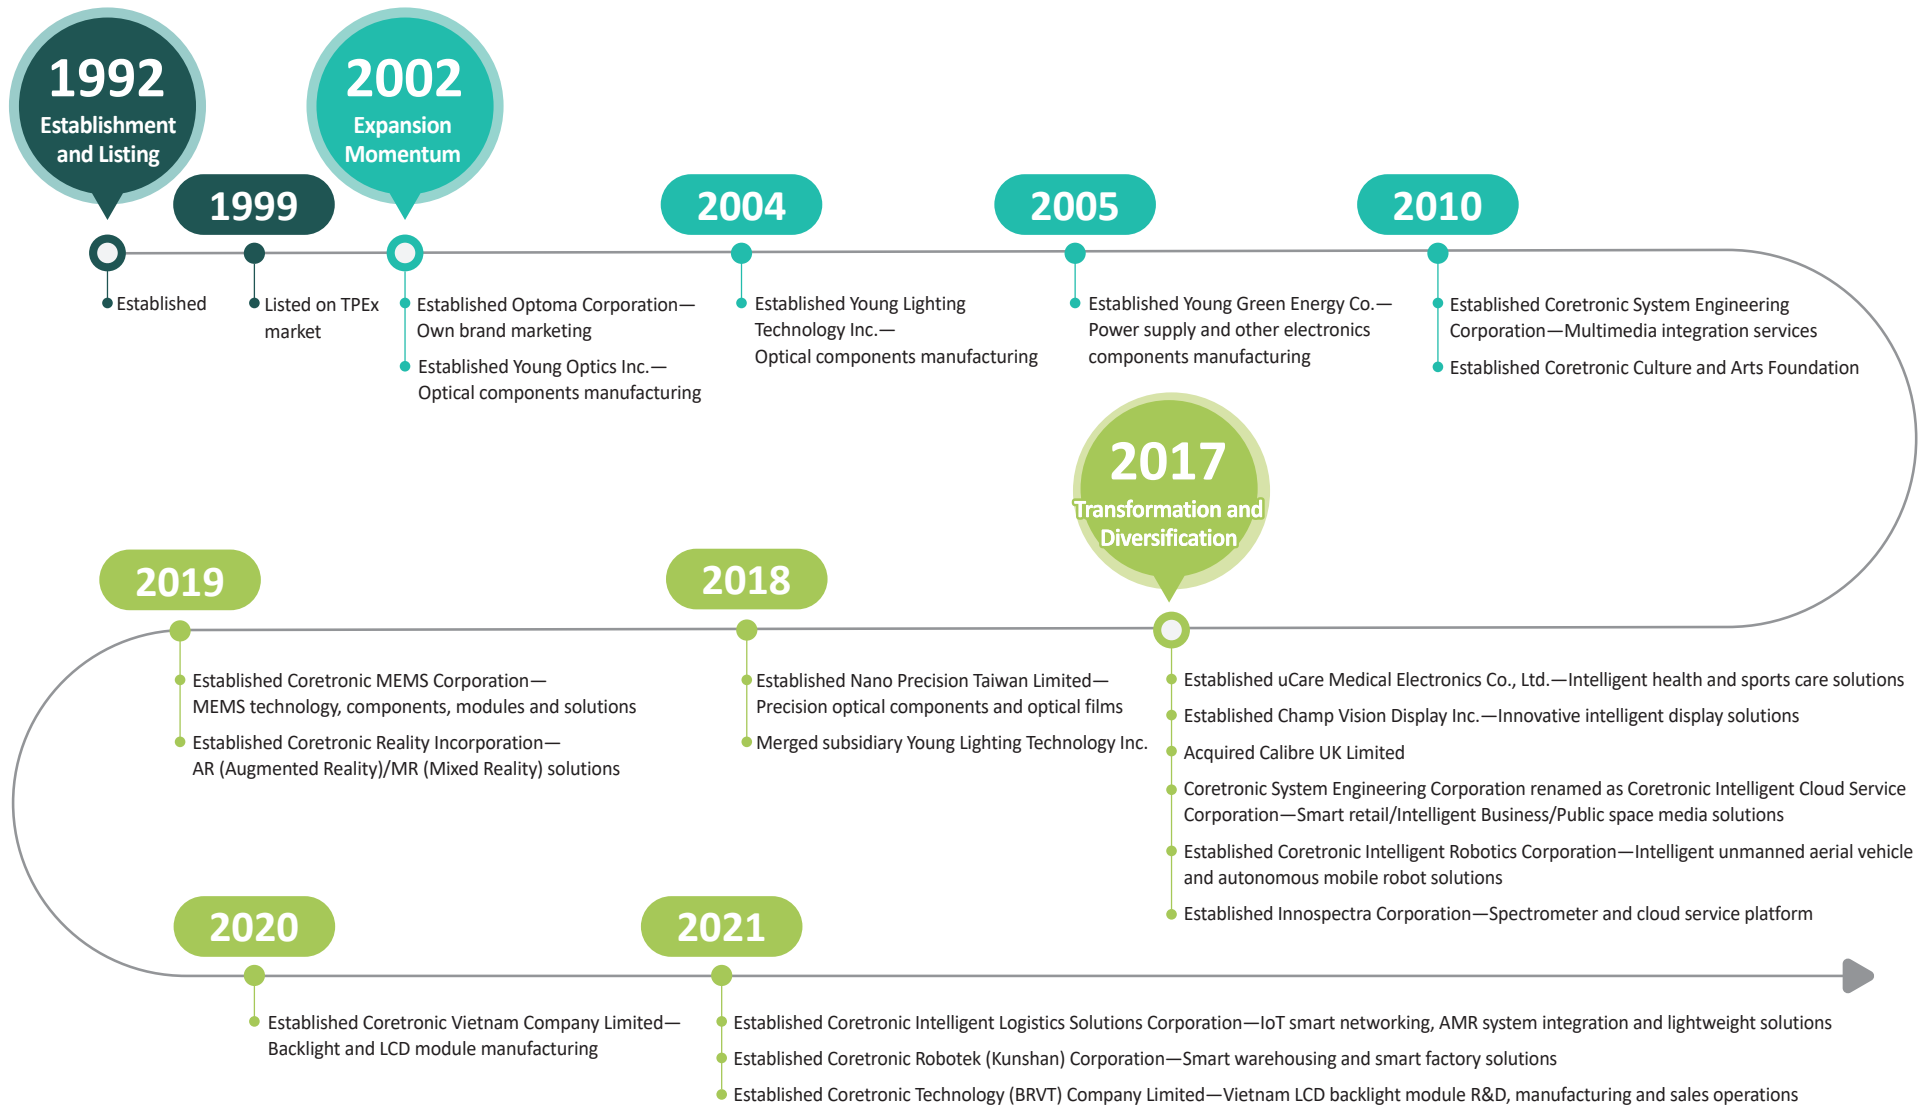 1992
Establishment
and Listing
Established
1999
Listed on TPEx
market
2002
Expansion
Momentum
Established Optoma Corporation—
Own brand marketing
Established Young Optics Inc.—
Optical components manufacturing
2004
Established Young Lighting
Technology Inc.—
Optical components manufacturing
2005
Established Young Green Energy Co.—
Power supply and other electronics
components manufacturing
2010
Established Coretronic System Engineering
Corporation—Multimedia integration services
Established Coretronic Culture and Arts Foundation
2017
Transformation and
Diversification
Established uCare Medical Electronics Co., Ltd.—Intelligent health and sports care solutions
Established Champ Vision Display Inc.—Innovative intelligent display solutions
Acquired Calibre UK Limited
Coretronic System Engineering Corporation renamed as Coretronic Intelligent Cloud Service
Corporation—Smart retail/Intelligent Business/Public space media solutions
Established Coretronic Intelligent Robotics Corporation—Intelligent unmanned aerial vehicle
and autonomous mobile robot solutions
Established Innospectra Corporation—Spectrometer and cloud service platform
2018
Established Nano Precision Taiwan Limited—
Precision optical components and optical films
Merged subsidiary Young Lighting Technology Inc.
2019
Established Coretronic MEMS Corporation—
MEMS technology, components, modules and solutions
Established Coretronic Reality Incorporation—
AR (Augmented Reality)/MR (Mixed Reality) solutions
2020
Established Coretronic Vietnam Company Limited—
Backlight and LCD module manufacturing
2021
Established Coretronic Intelligent Logistics Solutions Corporation—IoT smart networking, AMR system integration and lightweight solutions
Established Coretronic Robotek (Kunshan) Corporation—Smart warehousing and smart factory solutions
Established Coretronic Technology (BRVT) Company Limited—Vietnam LCD backlight module R&D, manufacturing and sales operations